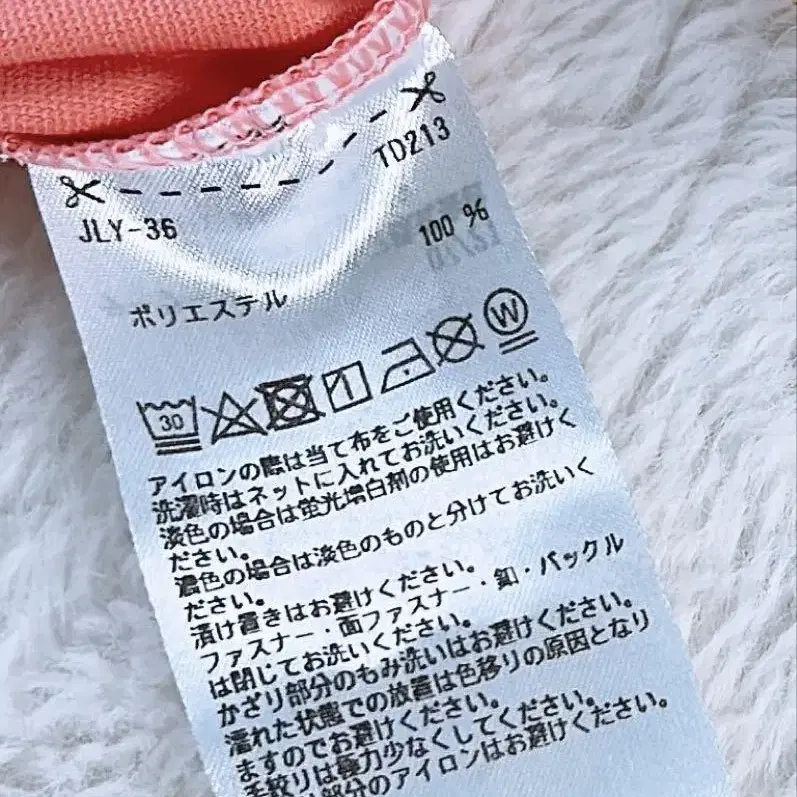 TD213
JLY-36
100 %
ポリエステル
30
W
アイロンの際は当て布をご使用ください。
洗濯時はネットに入れてお洗いください。
淡色の場合は蛍光増白剤の使用はお避けく
ださい。
濃色の場合は淡色のものと分けてお洗いく
ださい。
漬け置きはお避けください。
ファスナー・面ファスナー・釦・バックル
は閉じてお洗いください。
かざり部分のもみ洗いはお避けください。
濡れた状態での放置は色移りの原因となり
ますのでお避けください。
手絞りは極力少なくしてください。
部分のアイロンはお避けください。